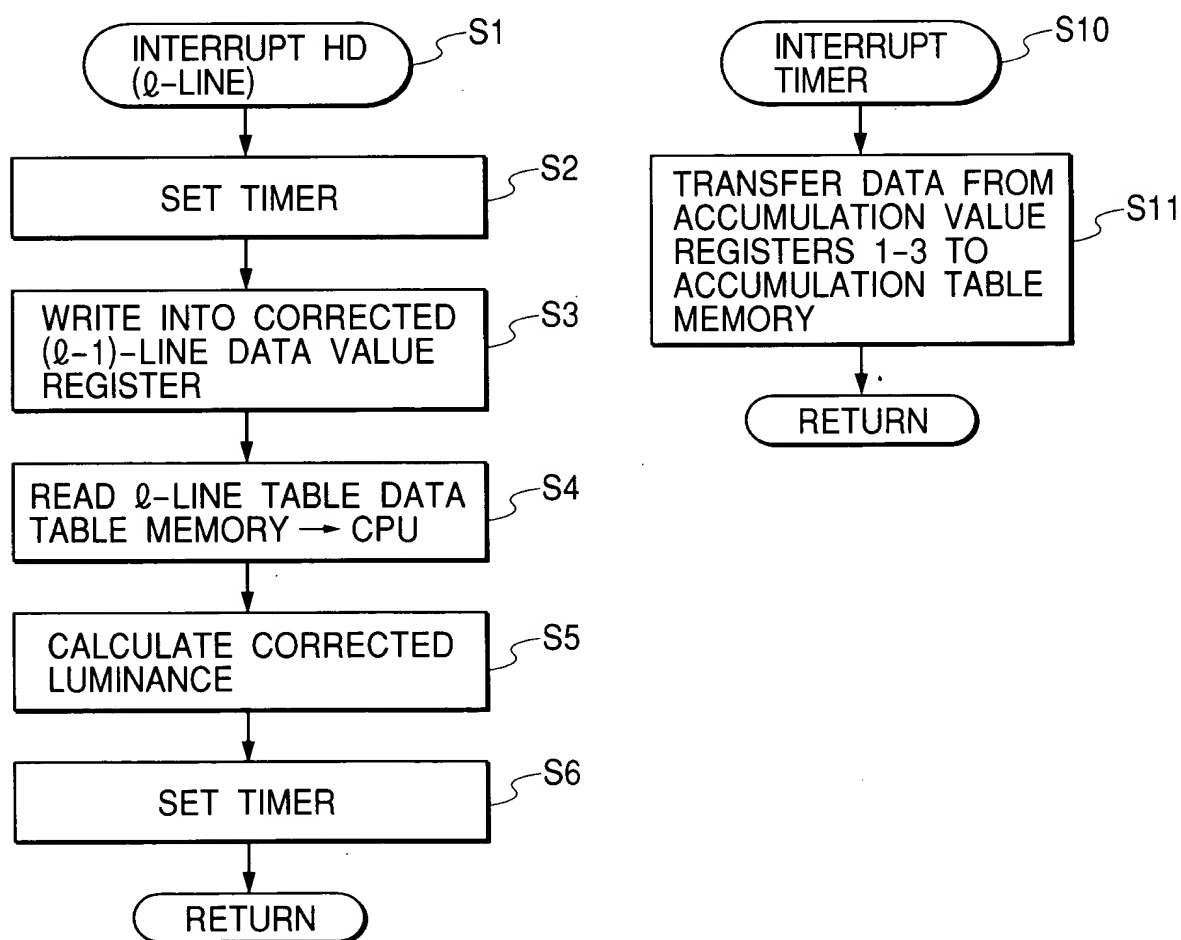 INTERRUPT HD
(ℓ-LINE)
S1
SET TIMER
S2
WRITE INTO CORRECTED
(ℓ-1)-LINE DATA VALUE
REGISTER
S3
READ ℓ-LINE TABLE DATA
TABLE MEMORY → CPU
S4
CALCULATE CORRECTED
LUMINANCE
S5
SET TIMER
S6
RETURN
INTERRUPT
TIMER
S10
TRANSFER DATA FROM
ACCUMULATION VALUE
REGISTERS 1-3 TO
ACCUMULATION TABLE
MEMORY
S11
RETURN